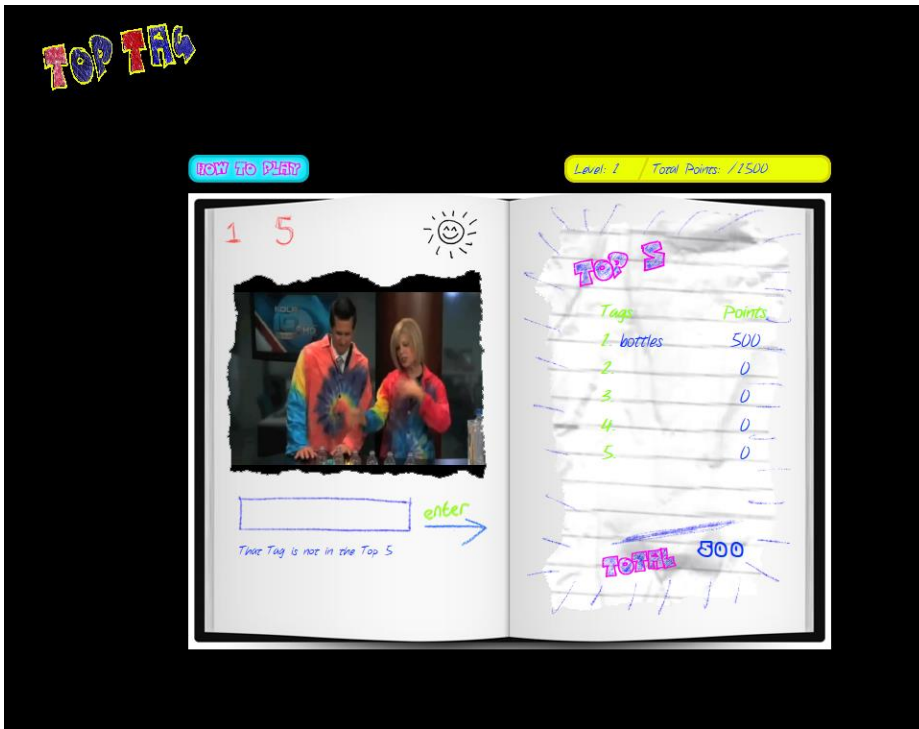 TOP TAG
HOW TO PLAY
Level: 1 / Total Points: /1500
1 5
TOP 5
Tags Points
1. bottles 500
2. 0
3. 0
4. 0
5. 0
enter
That Tag is not in the Top 5
TOTAL 500